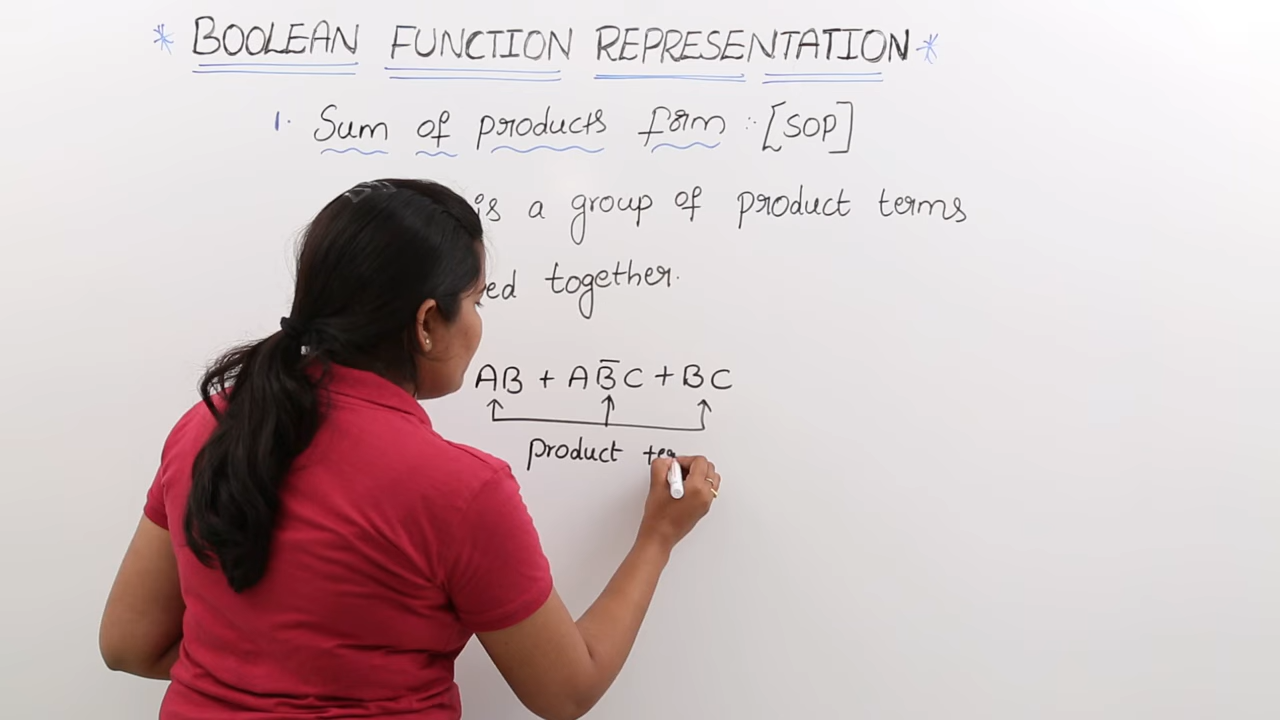 * BOOLEAN FUNCTION REPRESENTATION *
1. Sum of products form :- [SOP]
is a group of product terms
ed together.
AB + AB̅C + BC
product